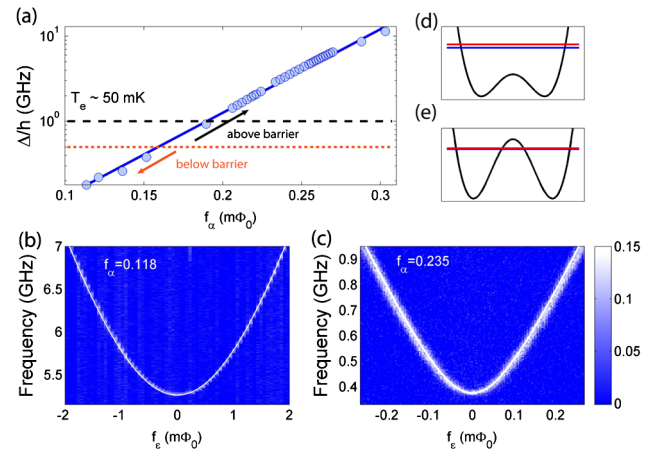 (a)
Δ/h (GHz)
10¹
10⁰
T_e ~ 50 mK
above barrier
below barrier
0.1 0.15 0.2 0.25 0.3
f_α (mΦ₀)
(d)
(e)
(b)
Frequency (GHz)
7
6.5
6
5.5
f_α=0.118
-2 -1 0 1 2
f_ε (mΦ₀)
(c)
Frequency (GHz)
0.9
0.8
0.7
0.6
0.5
0.4
f_α=0.235
-0.2 -0.1 0 0.1 0.2
f_ε (mΦ₀)
0.15
0.1
0.05
0